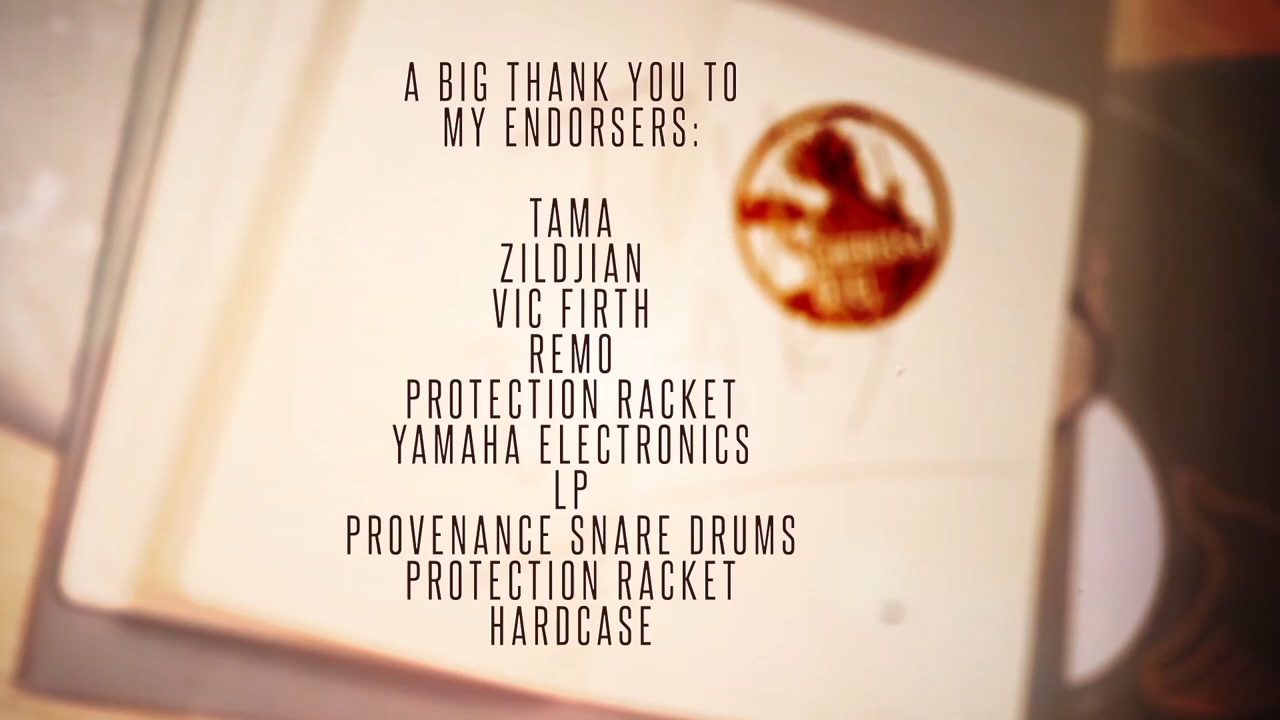 A BIG THANK YOU TO
MY ENDORSERS:
TAMA
ZILDJIAN
VIC FIRTH
REMO
PROTECTION RACKET
YAMAHA ELECTRONICS
LP
PROVENANCE SNARE DRUMS
PROTECTION RACKET
HARDCASE